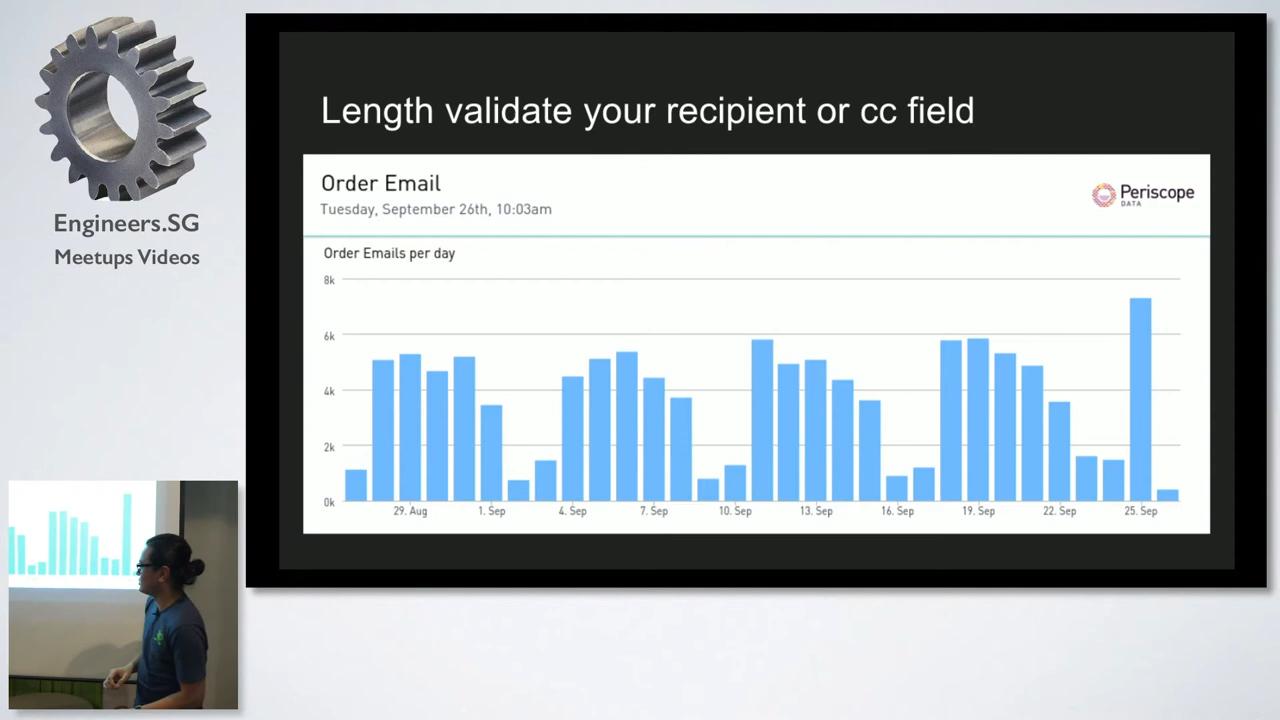 Engineers.SG
Meetups Videos
Length validate your recipient or cc field
Order Email
Tuesday, September 26th, 10:03am
Periscope
DATA
Order Emails per day
8k
6k
4k
2k
0k
29. Aug
1. Sep
4. Sep
7. Sep
10. Sep
13. Sep
16. Sep
19. Sep
22. Sep
25. Sep